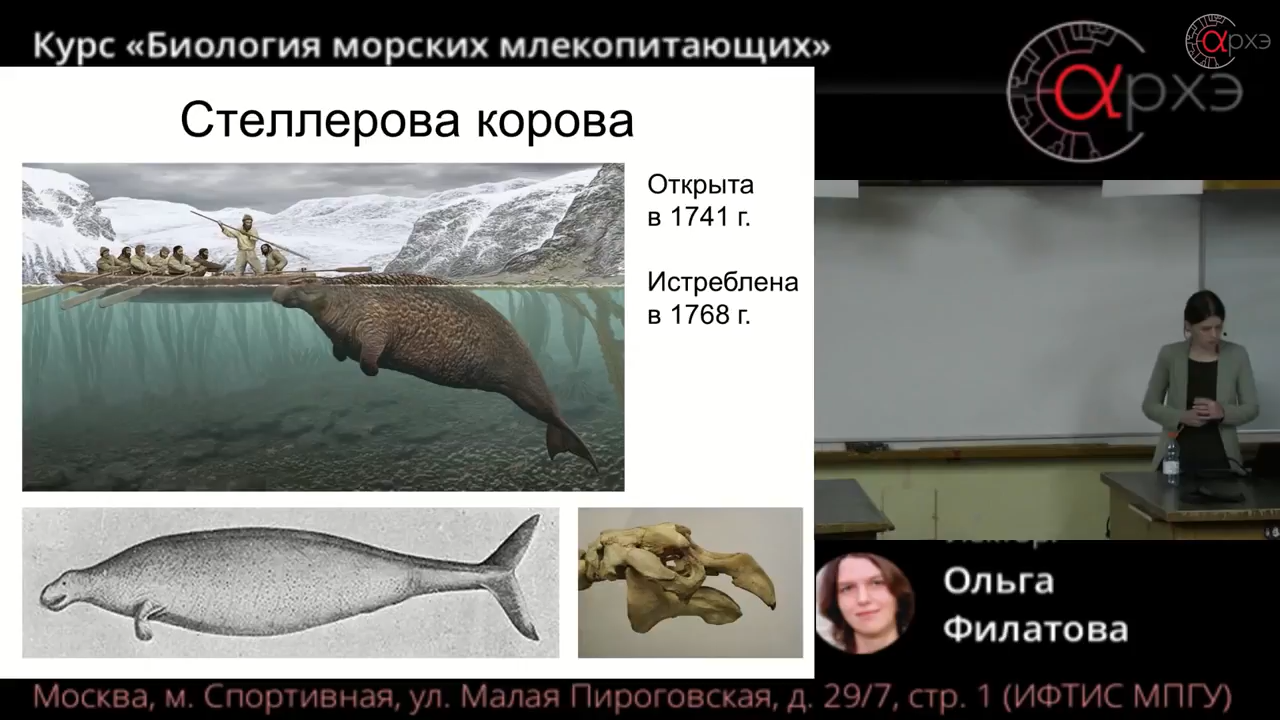 Курс «Биология морских млекопитающих»
αрхэ
αрхэ
Стеллерова корова
Открыта
в 1741 г.
Истреблена
в 1768 г.
Ольга
Филатова
Москва, м. Спортивная, ул. Малая Пироговская, д. 29/7, стр. 1 (ИФТИС МПГУ)